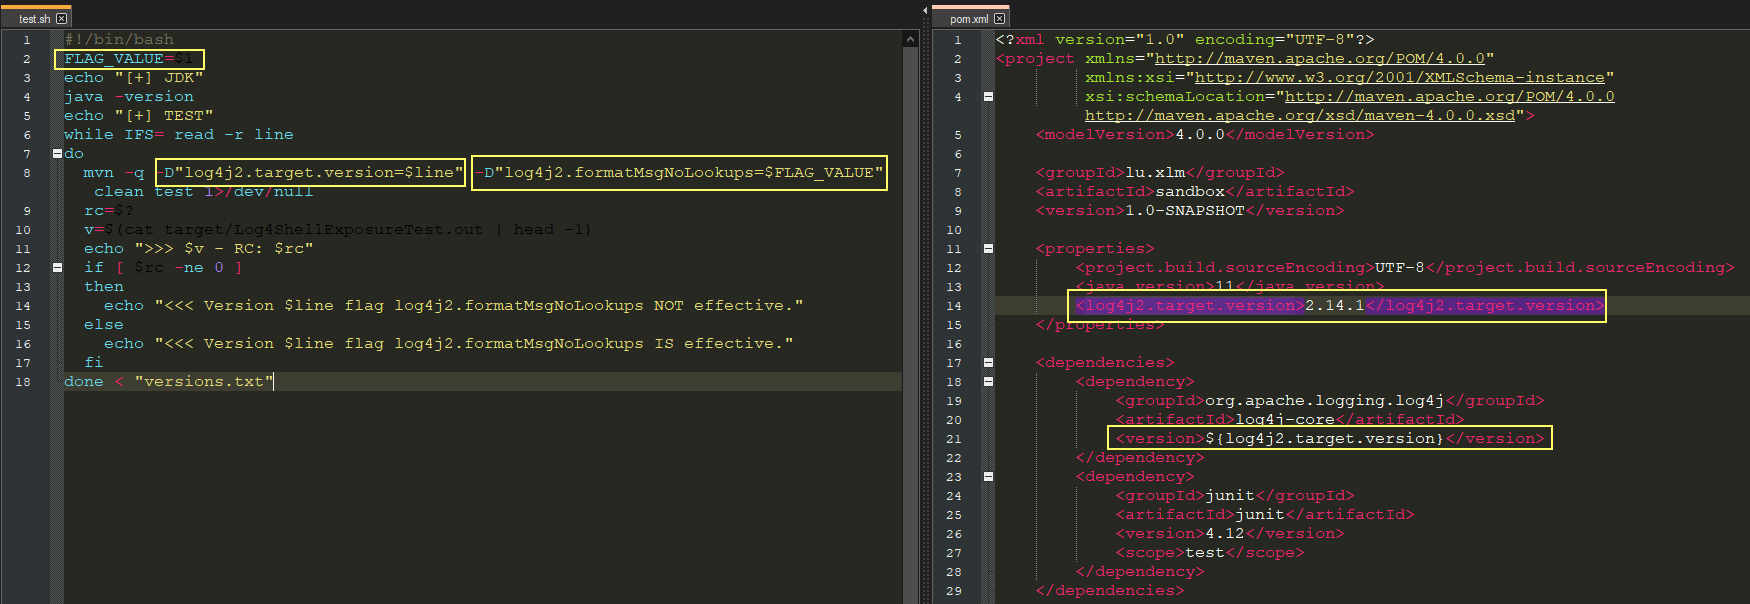 test.sh
1 #!/bin/bash
2 FLAG_VALUE=$1
3 echo "[+] JDK"
4 java -version
5 echo "[+] TEST"
6 while IFS= read -r line
7 do
8 mvn -q -D"log4j2.target.version=$line" -D"log4j2.formatMsgNoLookups=$FLAG_VALUE"
clean test 1>/dev/null
9 rc=$?
10 v=$(cat target/Log4ShellExposureTest.out | head -1)
11 echo ">>> $v - RC: $rc"
12 if [ $rc -ne 0 ]
13 then
14 echo "<<< Version $line flag log4j2.formatMsgNoLookups NOT effective."
15 else
16 echo "<<< Version $line flag log4j2.formatMsgNoLookups IS effective."
17 fi
18 done < "versions.txt"
pom.xml
1 <?xml version="1.0" encoding="UTF-8"?>
2 <project xmlns="http://maven.apache.org/POM/4.0.0"
3 xmlns:xsi="http://www.w3.org/2001/XMLSchema-instance"
4 xsi:schemaLocation="http://maven.apache.org/POM/4.0.0
http://maven.apache.org/xsd/maven-4.0.0.xsd">
5 <modelVersion>4.0.0</modelVersion>
6
7 <groupId>lu.xlm</groupId>
8 <artifactId>sandbox</artifactId>
9 <version>1.0-SNAPSHOT</version>
10
11 <properties>
12 <project.build.sourceEncoding>UTF-8</project.build.sourceEncoding>
13 <java.version>11</java.version>
14 <log4j2.target.version>2.14.1</log4j2.target.version>
15 </properties>
16
17 <dependencies>
18 <dependency>
19 <groupId>org.apache.logging.log4j</groupId>
20 <artifactId>log4j-core</artifactId>
21 <version>${log4j2.target.version}</version>
22 </dependency>
23 <dependency>
24 <groupId>junit</groupId>
25 <artifactId>junit</artifactId>
26 <version>4.12</version>
27 <scope>test</scope>
28 </dependency>
29 </dependencies>